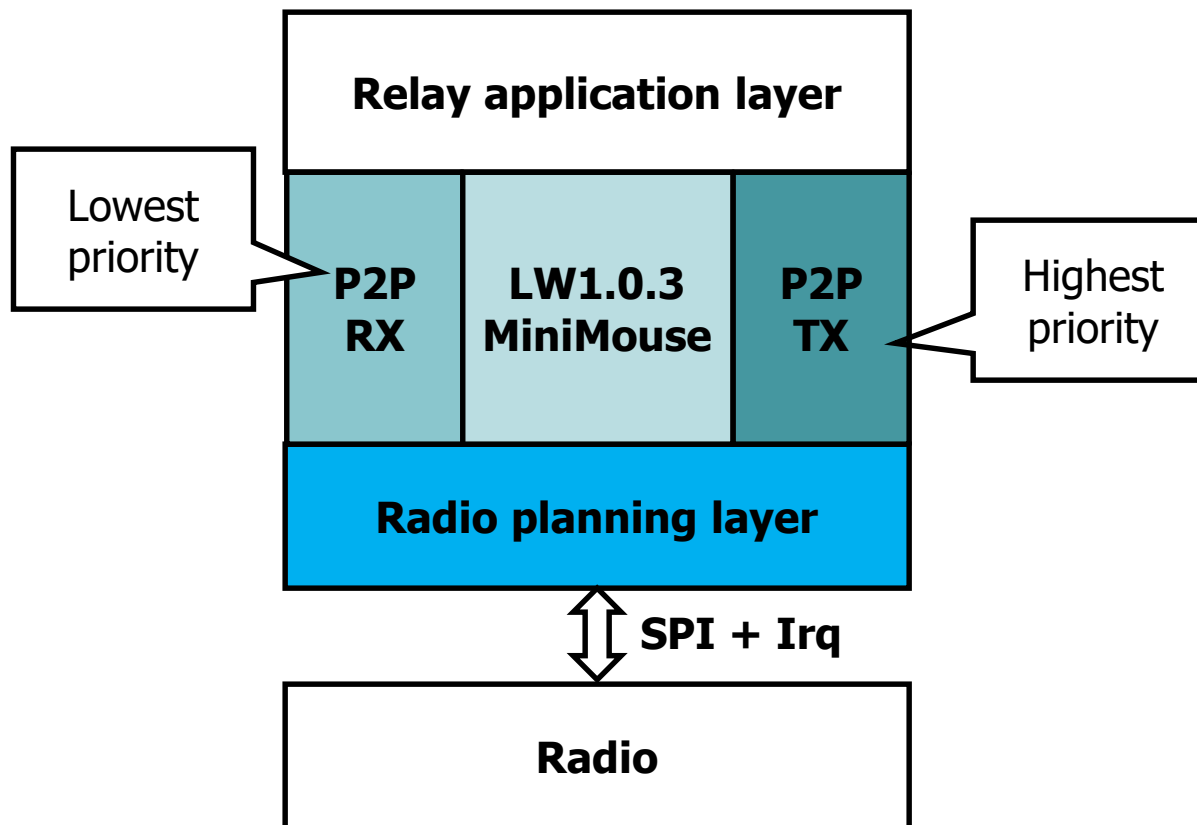 Relay application layer
Lowest
priority
P2P
RX
LW1.0.3
MiniMouse
P2P
TX
Highest
priority
Radio planning layer
SPI + Irq
Radio